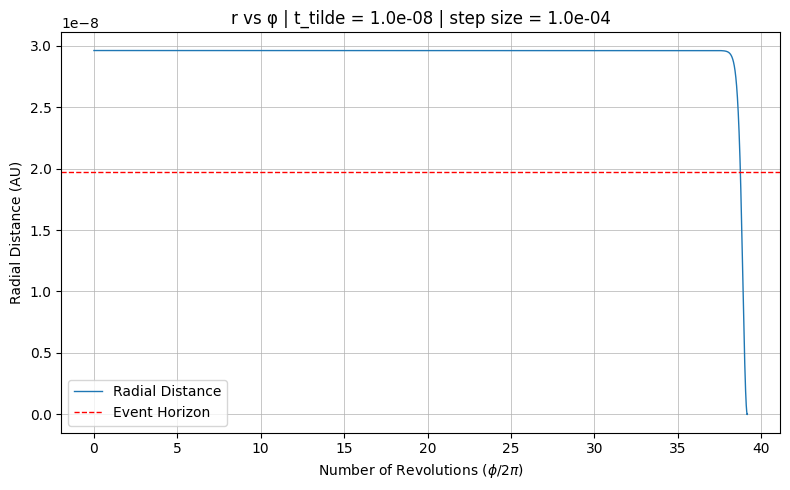 r vs φ | t_tilde = 1.0e-08 | step size = 1.0e-04
1e−8
3.0
2.5
2.0
1.5
1.0
0.5
0.0
Radial Distance (AU)
Radial Distance
Event Horizon
0 5 10 15 20 25 30 35 40
Number of Revolutions (ϕ/2π)